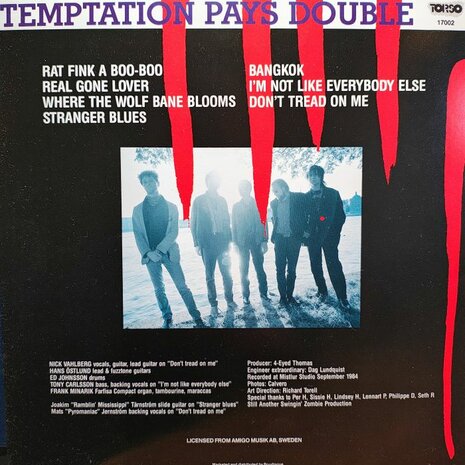 TEMPTATION PAYS DOUBLE
TORSO
17002
RAT FINK A BOO-BOO
REAL GONE LOVER
WHERE THE WOLF BANE BLOOMS
STRANGER BLUES
BANGKOK
I'M NOT LIKE EVERYBODY ELSE
DON'T TREAD ON ME
NICK VAHLBERG vocals, guitar, lead guitar on "Don't tread on me"
HANS ÖSTLUND lead & fuzztone guitars
ED JOHNSSON drums
TONY CARLSSON bass, backing vocals on "I'm not like everybody else"
FRANK MINARIK Farfisa Compact organ, tambourine, maraccas
Joakim "Ramblin' Mississippi" Tärnström slide guitar on "Stranger blues"
Mats "Pyromaniac" Jernström backing vocals on "Don't tread on me"
Producer: 4-Eyed Thomas
Engineer extraordinary: Dag Lundquist
Recorded at Mistlur Studio September 1984
Photos: Calvero
Art Direction: Richard Torell
Special thanks to Per H, Sissie H, Lennart P, Philippe D, Seth R
Still Another Swingin' Zombie Production
LICENSED FROM AMIGO MUSIK AB, SWEDEN
Marketed and distributed by